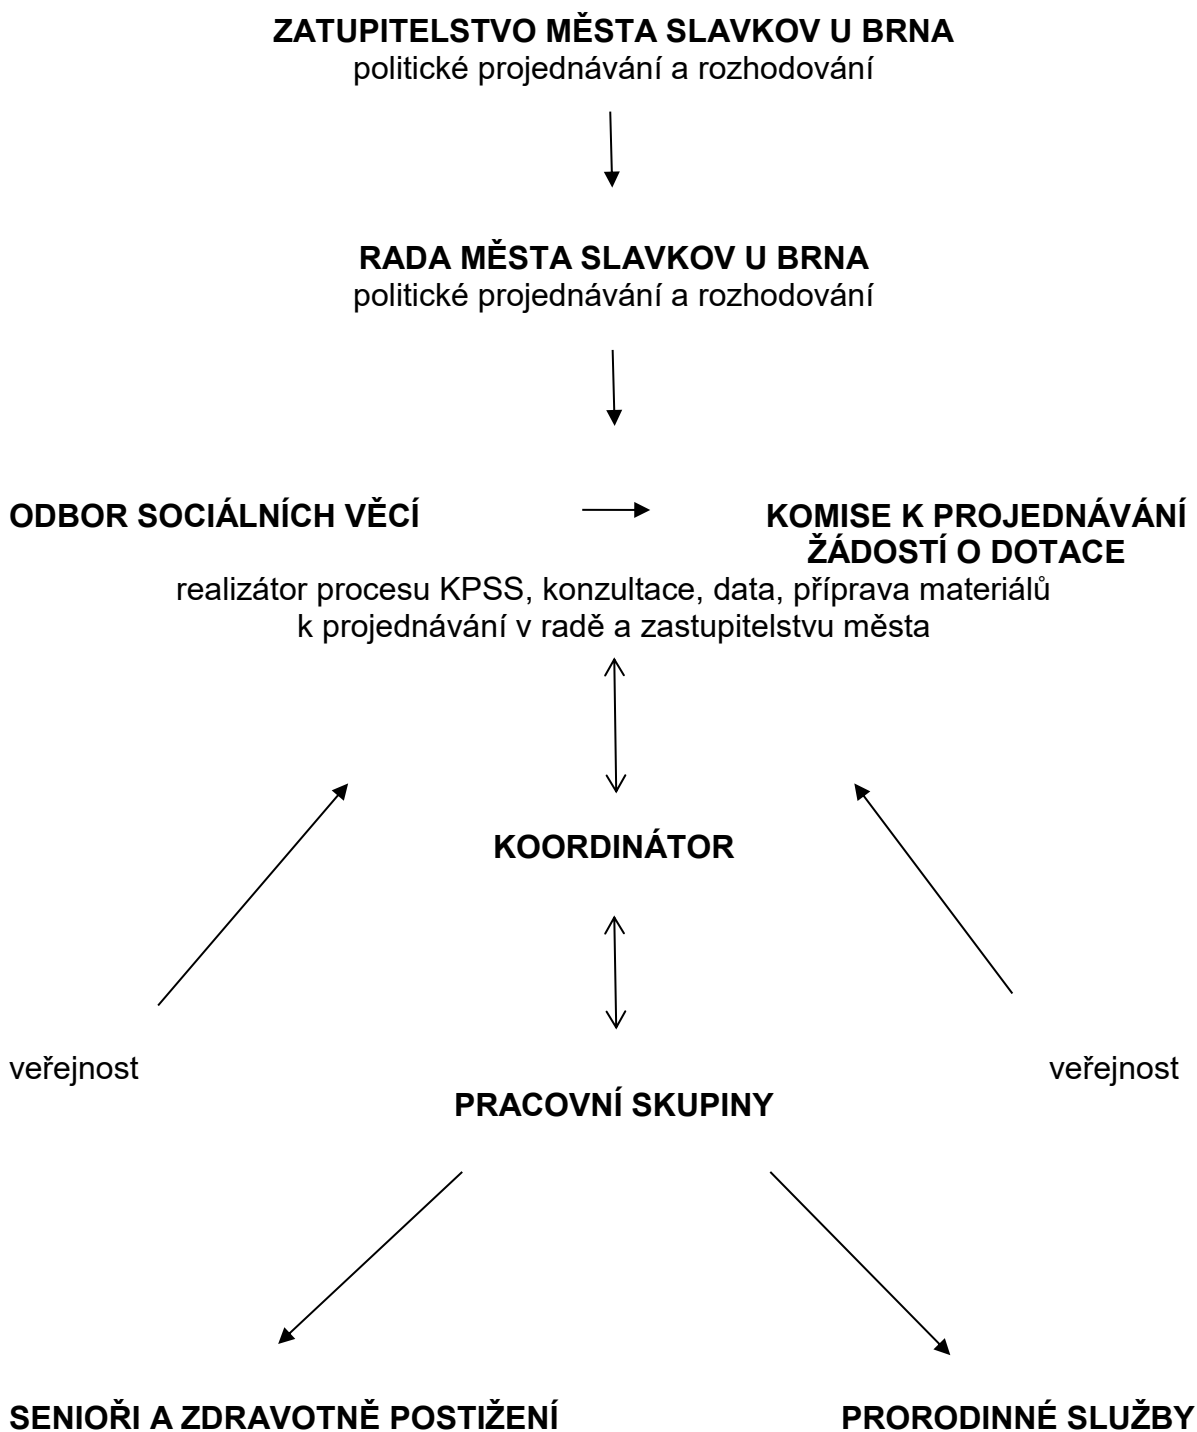 ZATUPITELSTVO MĚSTA SLAVKOV U BRNA
politické projednávání a rozhodování
RADA MĚSTA SLAVKOV U BRNA
politické projednávání a rozhodování
ODBOR SOCIÁLNÍCH VĚCÍ
KOMISE K PROJEDNÁVÁNÍ
ŽÁDOSTÍ O DOTACE
realizátor procesu KPSS, konzultace, data, příprava materiálů
k projednávání v radě a zastupitelstvu města
KOORDINÁTOR
veřejnost
veřejnost
PRACOVNÍ SKUPINY
SENIOŘI A ZDRAVOTNĚ POSTIŽENÍ
PRORODINNÉ SLUŽBY